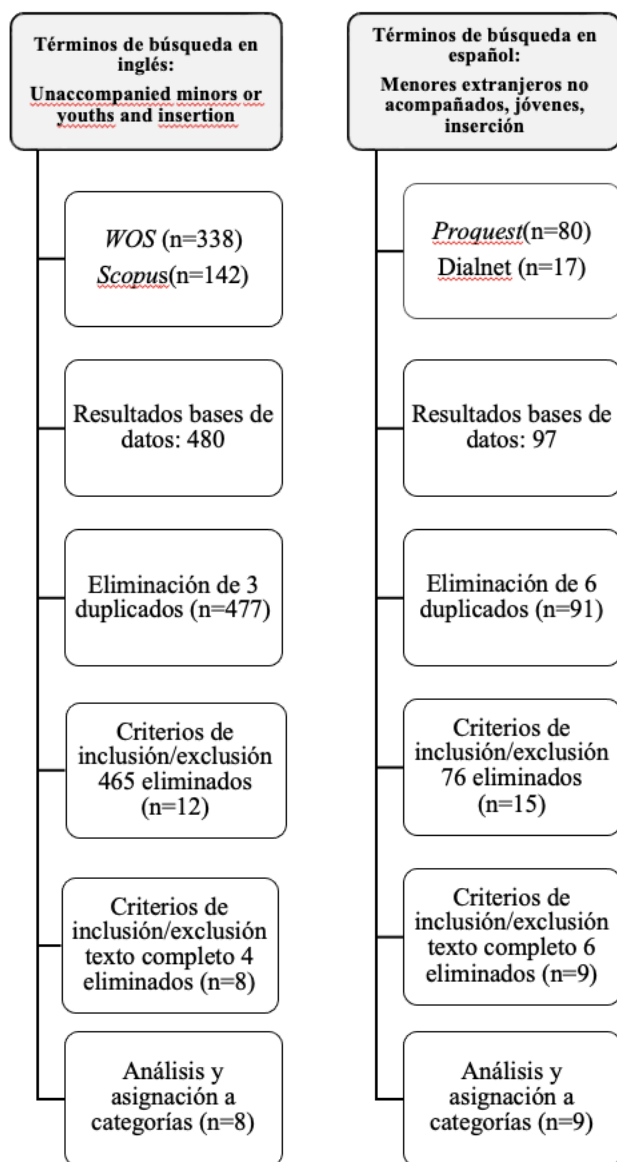 Términos de búsqueda en
inglés:
Unaccompanied minors or
youths and insertion
WOS (n=338)
Scopus(n=142)
Resultados bases de
datos: 480
Eliminación de 3
duplicados (n=477)
Criterios de
inclusión/exclusión
465 eliminados
(n=12)
Criterios de
inclusión/exclusión
texto completo 4
eliminados (n=8)
Análisis y
asignación a
categorías (n=8)
Términos de búsqueda en
español:
Menores extranjeros no
acompañados, jóvenes,
inserción
Proquest(n=80)
Dialnet (n=17)
Resultados bases de
datos: 97
Eliminación de 6
duplicados (n=91)
Criterios de
inclusión/exclusión
76 eliminados
(n=15)
Criterios de
inclusión/exclusión
texto completo 6
eliminados (n=9)
Análisis y
asignación a
categorías (n=9)